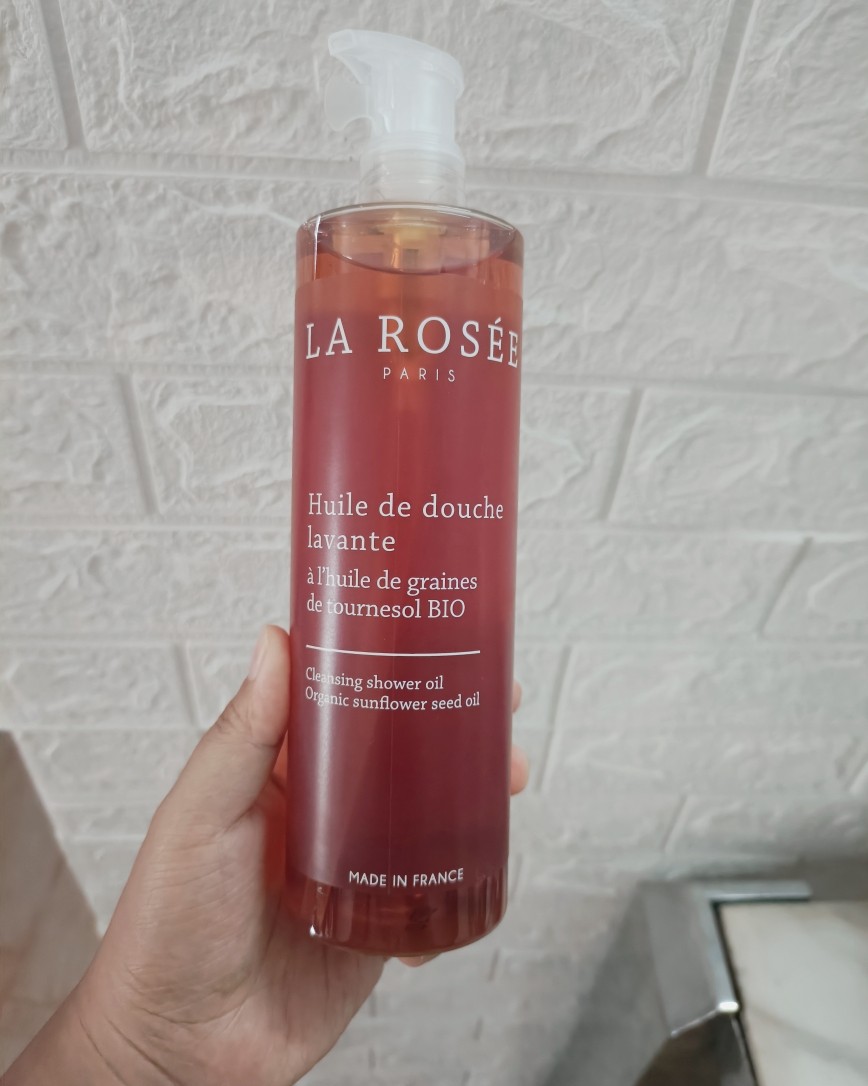 LA ROSÉE
PARIS
Huile de douche
lavante
à l'huile de graines
de tournesol BIO
Cleansing shower oil
Organic sunflower seed oil
MADE IN FRANCE